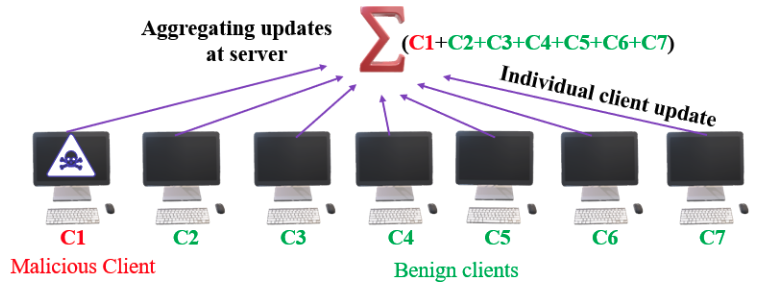 Aggregating updates
at server
∑(C1+C2+C3+C4+C5+C6+C7)
Individual client update
C1 C2 C3 C4 C5 C6 C7
Malicious Client
Benign clients